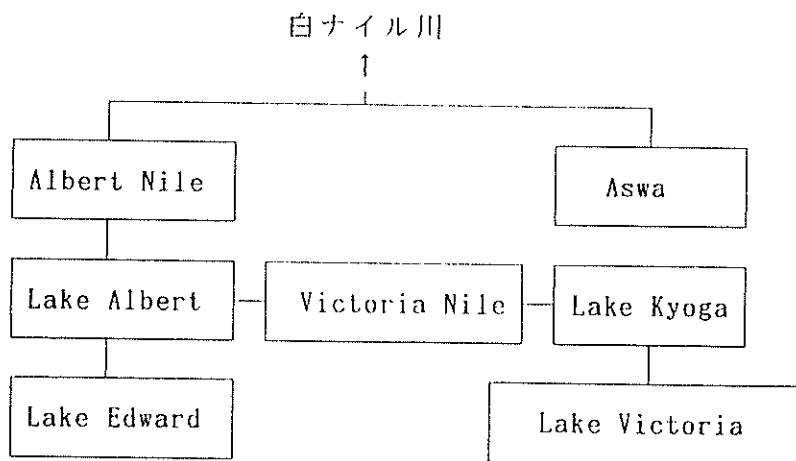 白ナイル川
↑
Albert Nile
Aswa
Lake Albert
Victoria Nile
Lake Kyoga
Lake Edward
Lake Victoria